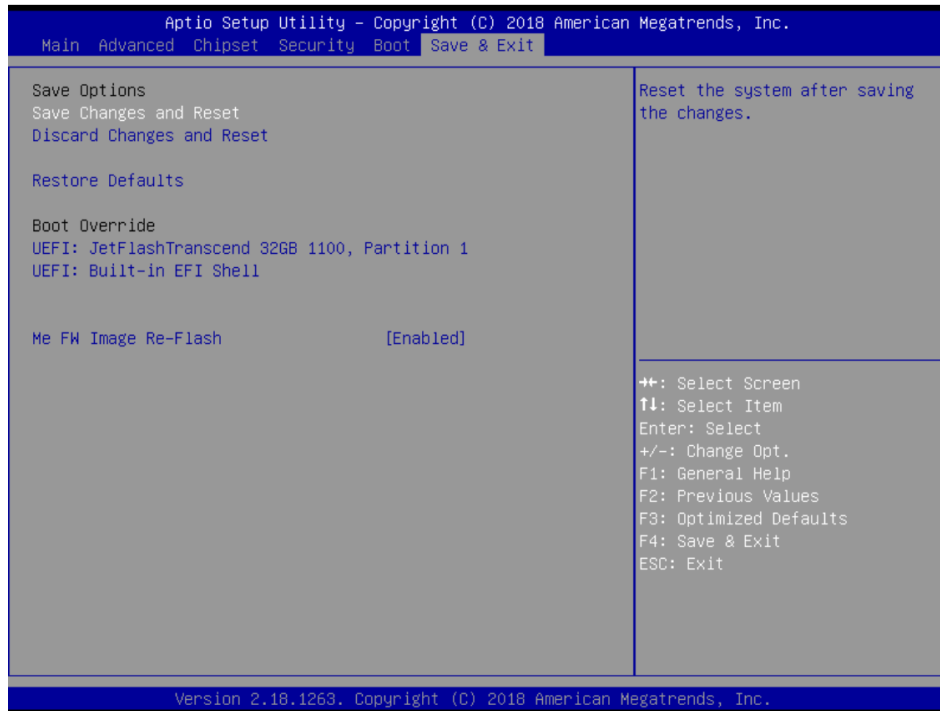 Aptio Setup Utility – Copyright (C) 2018 American Megatrends, Inc.
Main Advanced Chipset Security Boot Save & Exit
Save Options
Save Changes and Reset
Discard Changes and Reset
Restore Defaults
Boot Override
UEFI: JetFlashTranscend 32GB 1100, Partition 1
UEFI: Built-in EFI Shell
Me FW Image Re-Flash [Enabled]
Reset the system after saving
the changes.
→←: Select Screen
↑↓: Select Item
Enter: Select
+/-: Change Opt.
F1: General Help
F2: Previous Values
F3: Optimized Defaults
F4: Save & Exit
ESC: Exit
Version 2.18.1263. Copyright (C) 2018 American Megatrends, Inc.